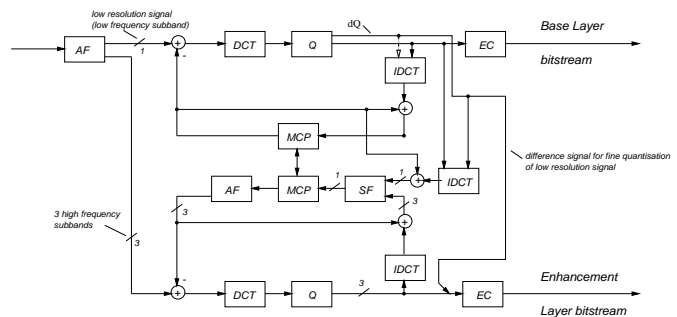 low resolution signal
(low frequency subband)
dQ
Base Layer
AF
1
+
-
DCT
Q
EC
bitstream
IDCT
+
MCP
difference signal for fine quantisation
of low resolution signal
AF
MCP
1
SF
1
+
IDCT
3
3
+
3 high frequency
subbands
3
IDCT
-
+
DCT
Q
3
EC
Enhancement
Layer bitstream